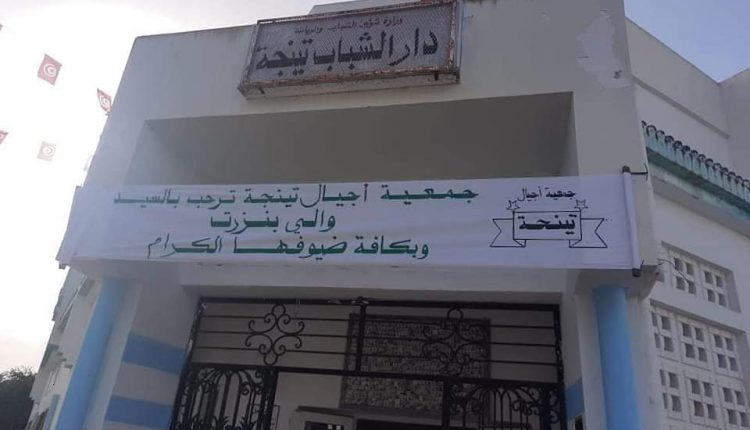 وزارة شؤون الشباب والرياضة
دار الشباب تينجة
جمعية أجيال تينجة ترحب بالسيد
والي بنزرت
وبكافة ضيوفها الكرام
جمعية أجيال
تينجة